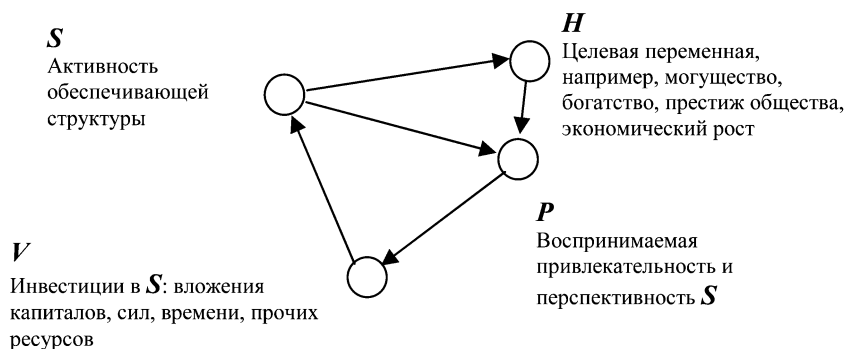 S
Активность
обеспечивающей
структуры
H
Целевая переменная,
например, могущество,
богатство, престиж общества,
экономический рост
P
Воспринимаемая
привлекательность и
перспективность S
V
Инвестиции в S: вложения
капиталов, сил, времени, прочих
ресурсов